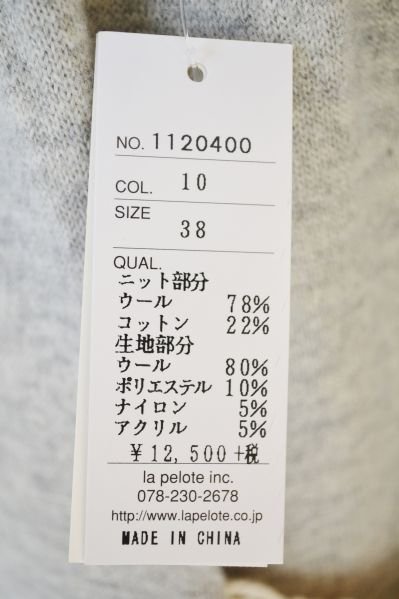 NO. 1120400
COL. 10
SIZE
38
QUAL.
ニット部分
ウール 78%
コットン 22%
生地部分
ウール 80%
ポリエステル 10%
ナイロン 5%
アクリル 5%
¥12,500+税
la pelote inc.
078-230-2678
http://www.lapelote.co.jp
MADE IN CHINA